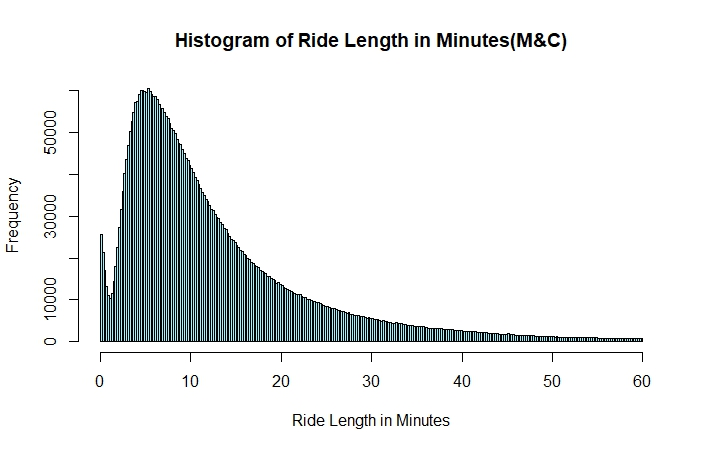 Histogram of Ride Length in Minutes(M&C)
Frequency
50000
30000
10000
0
0 10 20 30 40 50 60
Ride Length in Minutes